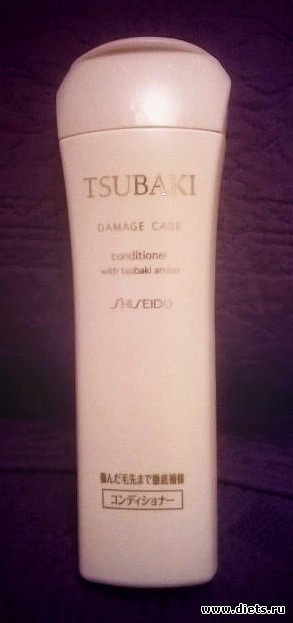 TSUBAKI
DAMAGE CARE
conditioner
with tsubaki amino
SHISEIDO
傷んだ毛先まで徹底補修
コンディショナー
www.diets.ru